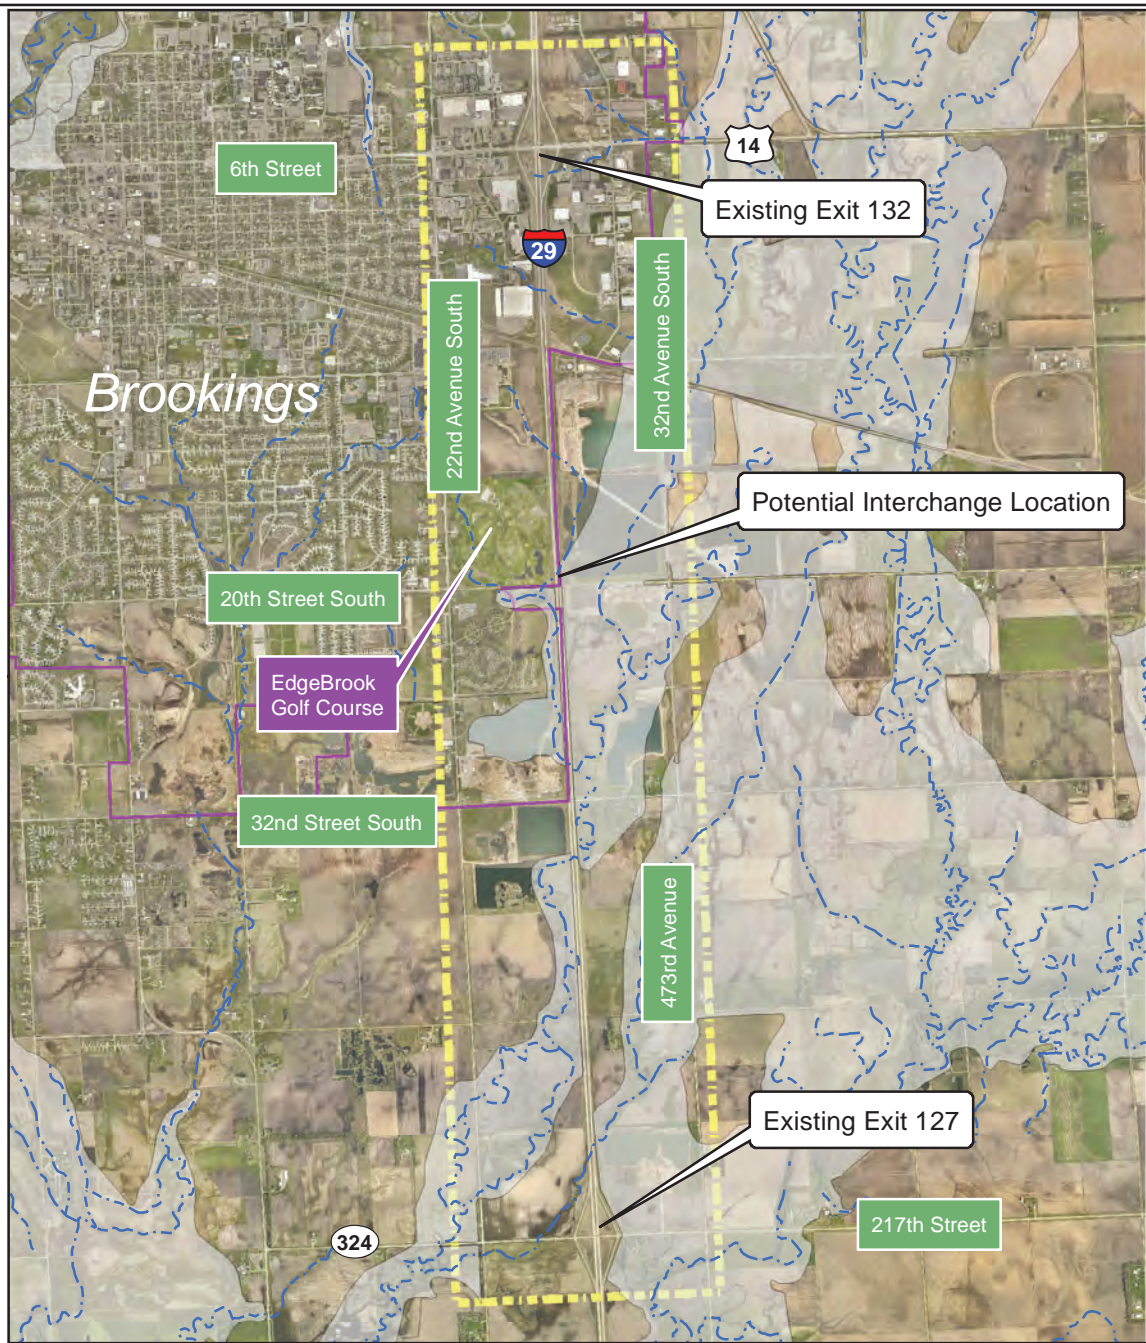 6th Street
14
Existing Exit 132
29
22nd Avenue South
32nd Avenue South
Brookings
Potential Interchange Location
20th Street South
EdgeBrook
Golf Course
32nd Street South
473rd Avenue
Existing Exit 127
217th Street
324